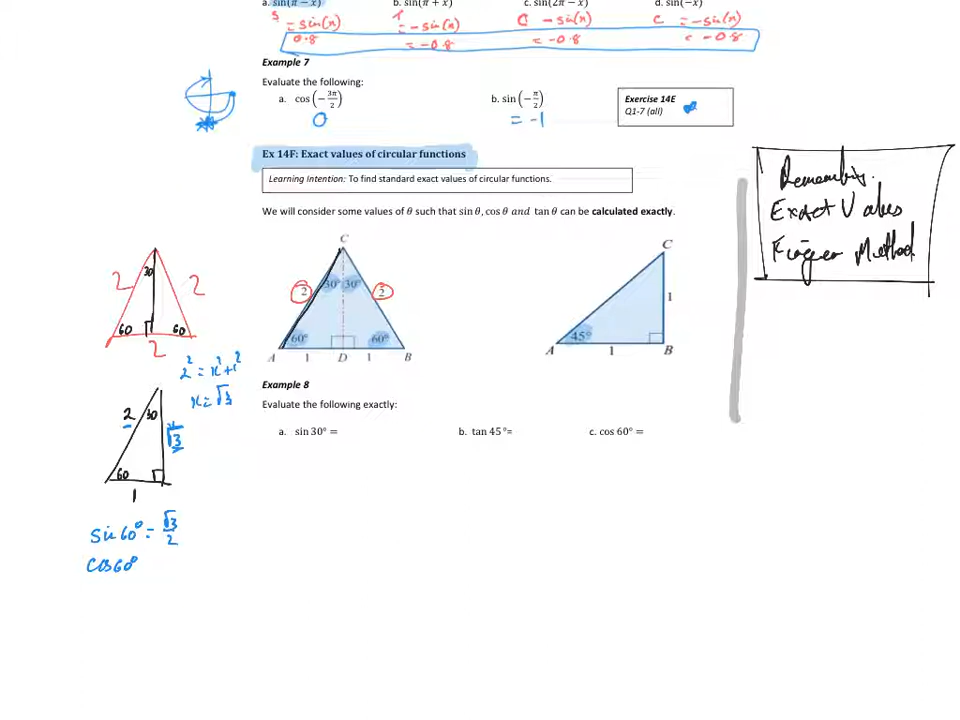 a. sin(π − x) b. sin(π + x) c. sin(2π − x) d. sin(−x)
S = sin(x) T = −sin(x) C − sin(x) C = −sin(x)
0.8 = −0.8 = −0.8 = −0.8
Example 7
Evaluate the following:
a. cos(−3π/2) b. sin(−π/2)
0 = −1
Exercise 14E
Q1-7 (all)
Ex 14F: Exact values of circular functions
Learning Intention: To find standard exact values of circular functions.
We will consider some values of θ such that sin θ, cos θ and tan θ can be calculated exactly.
Exact Values
Finger Method
30
2 2
60 60
2
2² = x² + 1²
x = √3
C
2 30° 30° 2
60° 60°
A 1 D 1 B
C
1
45°
A 1 B
Example 8
Evaluate the following exactly:
a. sin 30° = b. tan 45°= c. cos 60° =
2 30
√3
60
1
sin 60° = √3/2
cos 60°